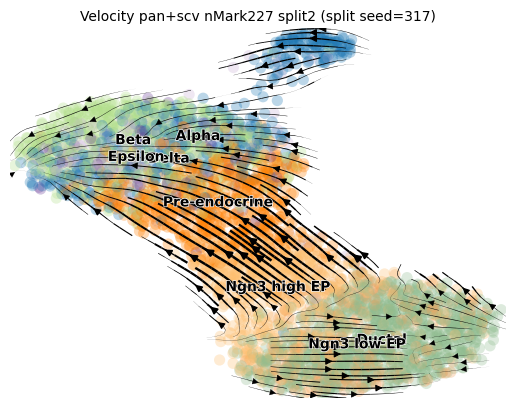 Velocity pan+scv nMark227 split2 (split seed=317)
Beta
Alpha
Epsilon
Delta
Pre-endocrine
Ngn3 high EP
Ductal
Ngn3 low EP